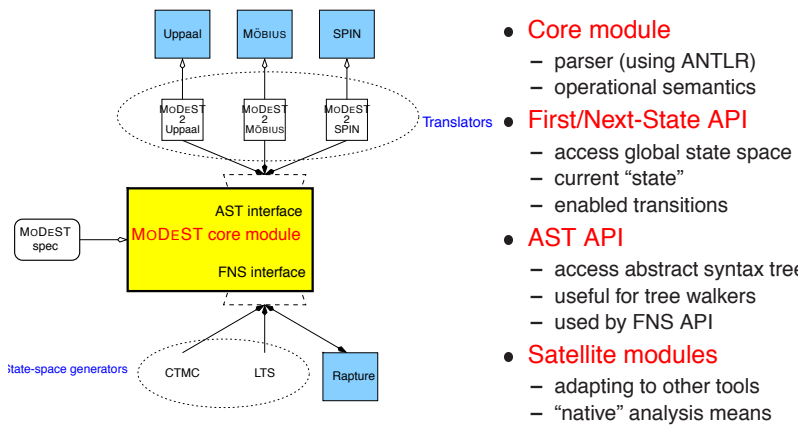 Uppaal
MÖBIUS
SPIN
MODEST
2
Uppaal
MODEST
2
MÖBIUS
MODEST
2
SPIN
Translators
AST interface
MODEST core module
FNS interface
MODEST
spec
State-space generators
CTMC
LTS
Rapture
• Core module
– parser (using ANTLR)
– operational semantics
• First/Next-State API
– access global state space
– current “state”
– enabled transitions
• AST API
– access abstract syntax tree
– useful for tree walkers
– used by FNS API
• Satellite modules
– adapting to other tools
– “native” analysis means